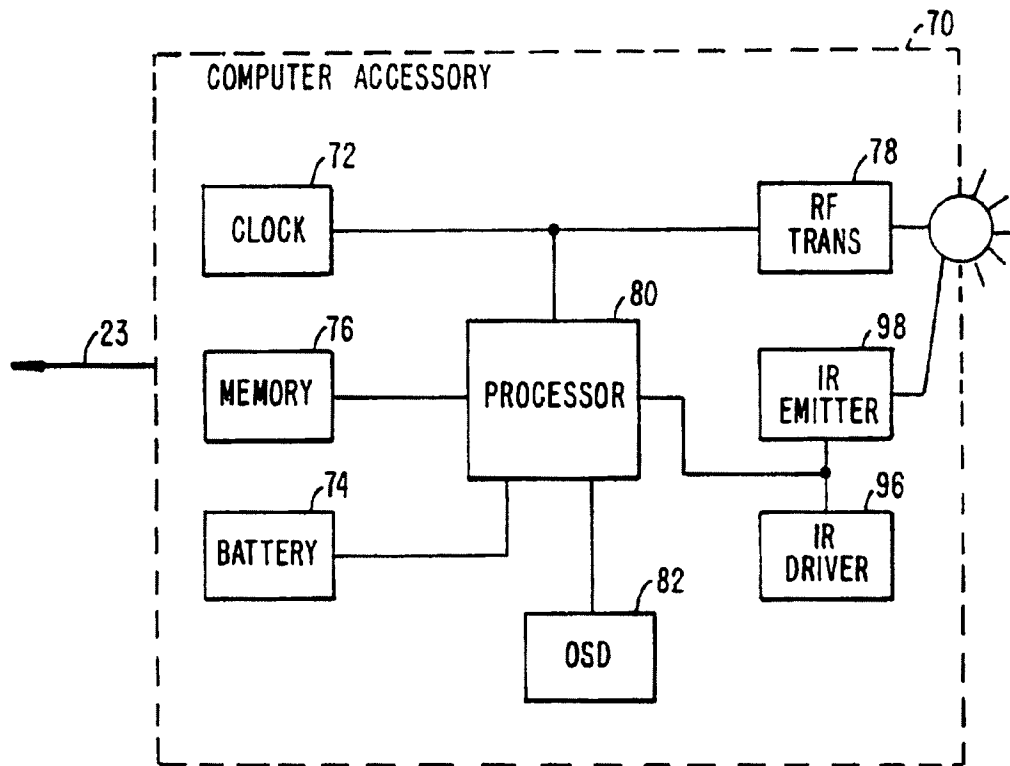 70
COMPUTER ACCESSORY
72
CLOCK
78
RF
TRANS
80
PROCESSOR
23
76
MEMORY
98
IR
EMITTER
74
BATTERY
96
IR
DRIVER
82
OSD